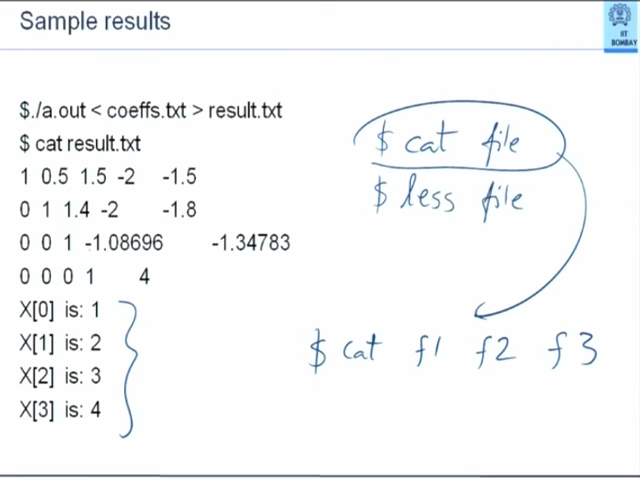 Sample results
IIT
BOMBAY
$./a.out < coeffs.txt > result.txt
$ cat result.txt
1 0.5 1.5 -2 -1.5
0 1 1.4 -2 -1.8
0 0 1 -1.08696 -1.34783
0 0 0 1 4
X[0] is: 1
X[1] is: 2
X[2] is: 3
X[3] is: 4
$ cat file
$ less file
$ cat f1 f2 f3